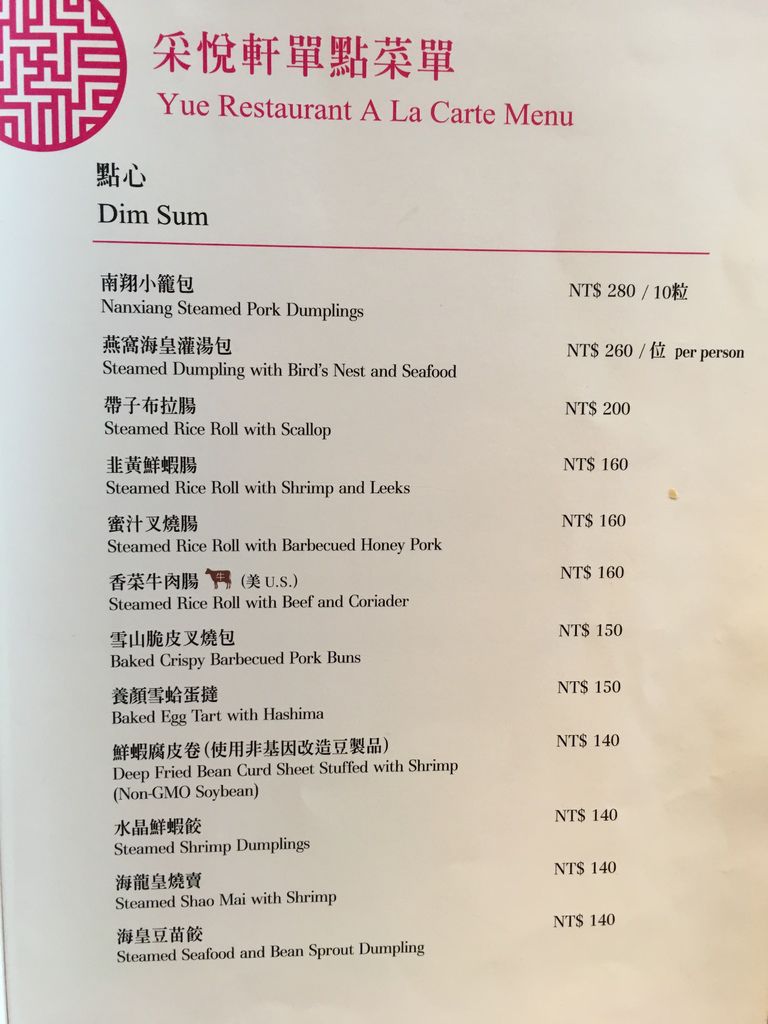 采悅軒單點菜單
Yue Restaurant A La Carte Menu
點心
Dim Sum
南翔小籠包 NT$ 280 / 10粒
Nanxiang Steamed Pork Dumplings
燕窩海皇灌湯包 NT$ 260 / 位 per person
Steamed Dumpling with Bird's Nest and Seafood
帶子布拉腸 NT$ 200
Steamed Rice Roll with Scallop
韭黃鮮蝦腸 NT$ 160
Steamed Rice Roll with Shrimp and Leeks
蜜汁叉燒腸 NT$ 160
Steamed Rice Roll with Barbecued Honey Pork
香菜牛肉腸 牛 (美 U.S.) NT$ 160
Steamed Rice Roll with Beef and Coriader
雪山脆皮叉燒包 NT$ 150
Baked Crispy Barbecued Pork Buns
養顏雪蛤蛋撻 NT$ 150
Baked Egg Tart with Hashima
鮮蝦腐皮卷(使用非基因改造豆製品) NT$ 140
Deep Fried Bean Curd Sheet Stuffed with Shrimp
(Non-GMO Soybean)
水晶鮮蝦餃 NT$ 140
Steamed Shrimp Dumplings
海龍皇燒賣 NT$ 140
Steamed Shao Mai with Shrimp
海皇豆苗餃 NT$ 140
Steamed Seafood and Bean Sprout Dumpling